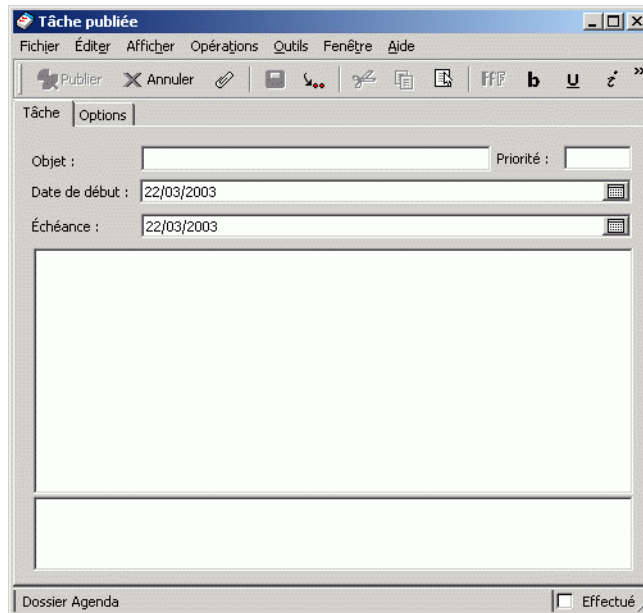 Tâche publiée
Fichier Éditer Afficher Opérations Outils Fenêtre Aide
Publier Annuler fff b u i »
Tâche Options
Objet : Priorité :
Date de début : 22/03/2003
Échéance : 22/03/2003
Dossier Agenda Effectué